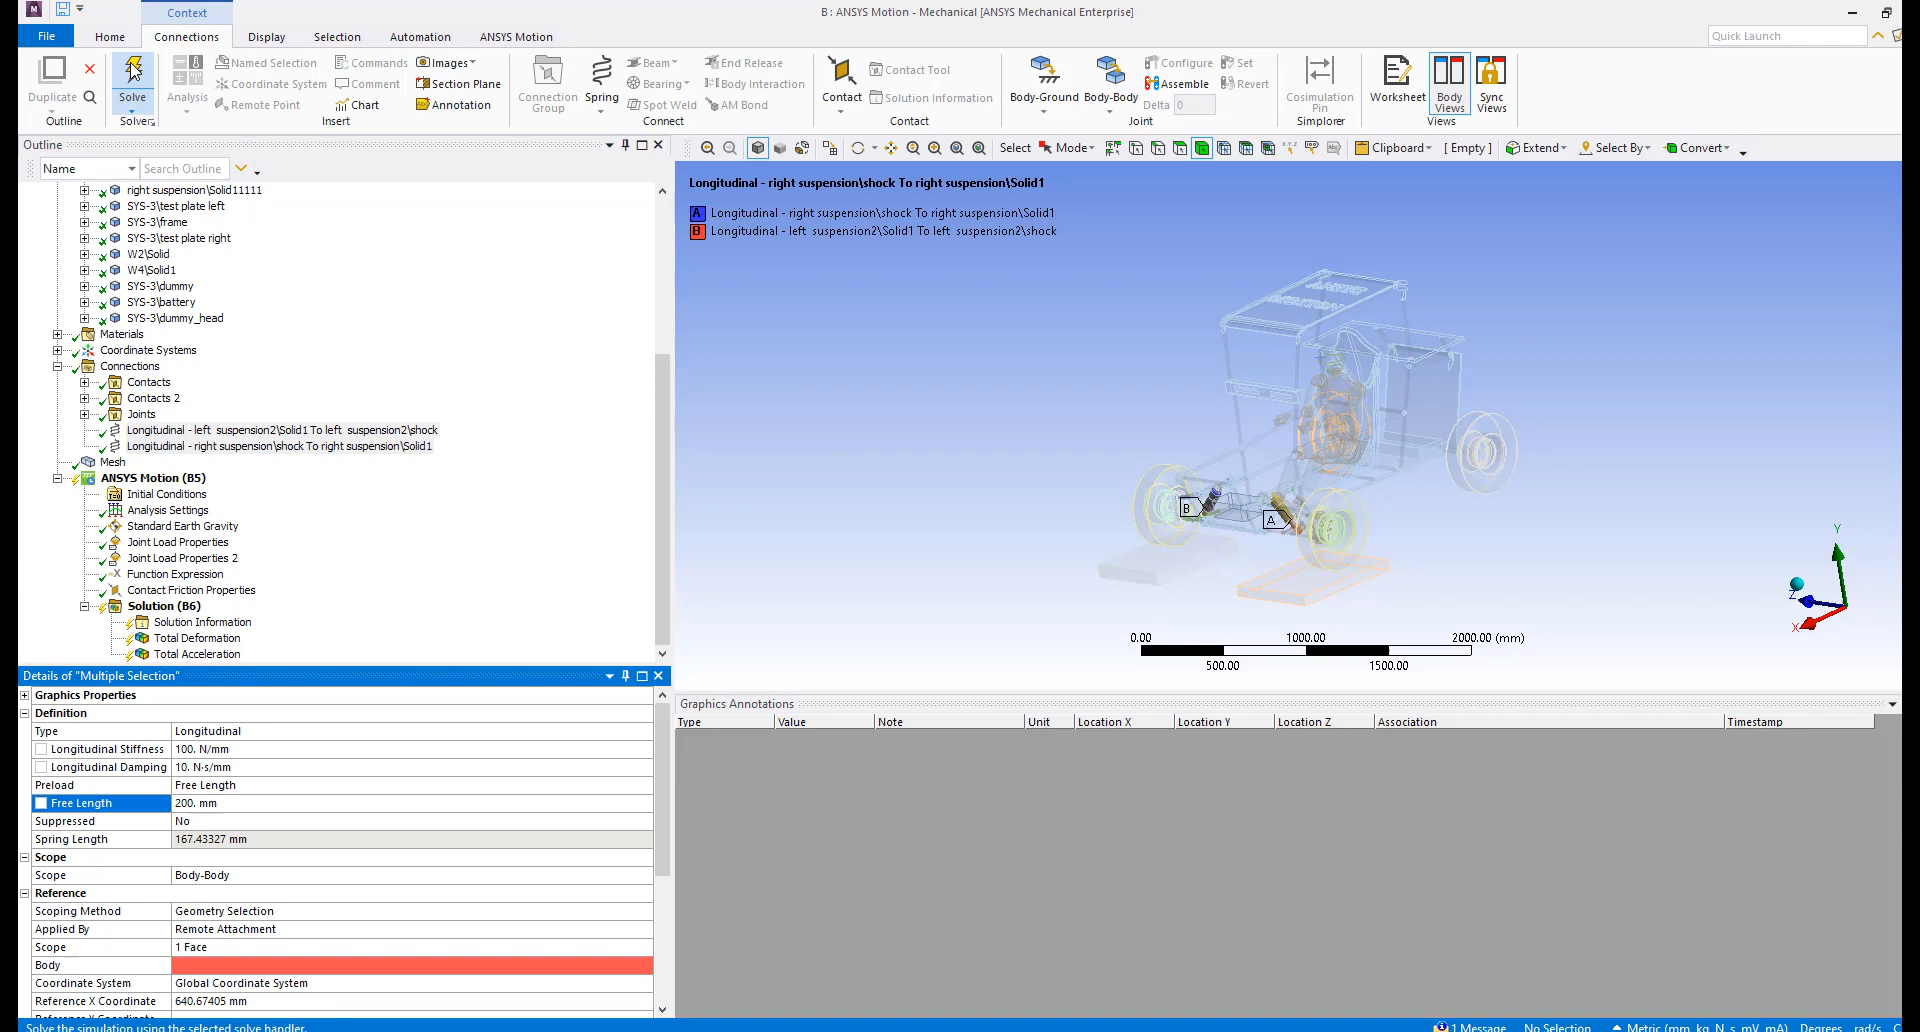 Context
B : ANSYS Motion - Mechanical [ANSYS Mechanical Enterprise]
File Home Connections Display Selection Automation ANSYS Motion
Quick Launch
Duplicate
Outline
Solve
Solver
Analysis
Named Selection
Coordinate System
Remote Point
Commands
Comment
Chart
Images
Section Plane
Annotation
Insert
Connection
Group
Spring
Beam
Bearing
Spot Weld
End Release
Body Interaction
AM Bond
Connect
Contact
Contact Tool
Solution Information
Contact
Body-Ground
Body-Body
Configure
Assemble
Delta 0
Set
Revert
Joint
Cosimulation
Pin
Simplorer
Worksheet
Body
Views
Sync
Views
Views
Outline
Name Search Outline
right suspension\Solid11111
SYS-3\test plate left
SYS-3\frame
SYS-3\test plate right
W2\Solid
W4\Solid1
SYS-3\dummy
SYS-3\battery
SYS-3\dummy_head
Materials
Coordinate Systems
Connections
Contacts
Contacts 2
Joints
Longitudinal - left suspension2\Solid1 To left suspension2\shock
Longitudinal - right suspension\shock To right suspension\Solid1
Mesh
ANSYS Motion (B5)
Initial Conditions
Analysis Settings
Standard Earth Gravity
Joint Load Properties
Joint Load Properties 2
Function Expression
Contact Friction Properties
Solution (B6)
Solution Information
Total Deformation
Total Acceleration
Details of "Multiple Selection"
Graphics Properties
Definition
Type Longitudinal
Longitudinal Stiffness 100. N/mm
Longitudinal Damping 10. N·s/mm
Preload Free Length
Free Length 200. mm
Suppressed No
Spring Length 167.43327 mm
Scope
Scope Body-Body
Reference
Scoping Method Geometry Selection
Applied By Remote Attachment
Scope 1 Face
Body
Coordinate System Global Coordinate System
Reference X Coordinate 640.67405 mm
Select Mode Clipboard [ Empty ] Extend Select By Convert
Longitudinal - right suspension\shock To right suspension\Solid1
A Longitudinal - right suspension\shock To right suspension\Solid1
B Longitudinal - left suspension2\Solid1 To left suspension2\shock
B
A
Y
Z
X
0.00 1000.00 2000.00 (mm)
500.00 1500.00
Graphics Annotations
Type Value Note Unit Location X Location Y Location Z Association Timestamp
Solve the simulation using the selected solve handler.
1 Message No Selection Metric (mm, kg, N, s, mV, mA) Degrees rad/s